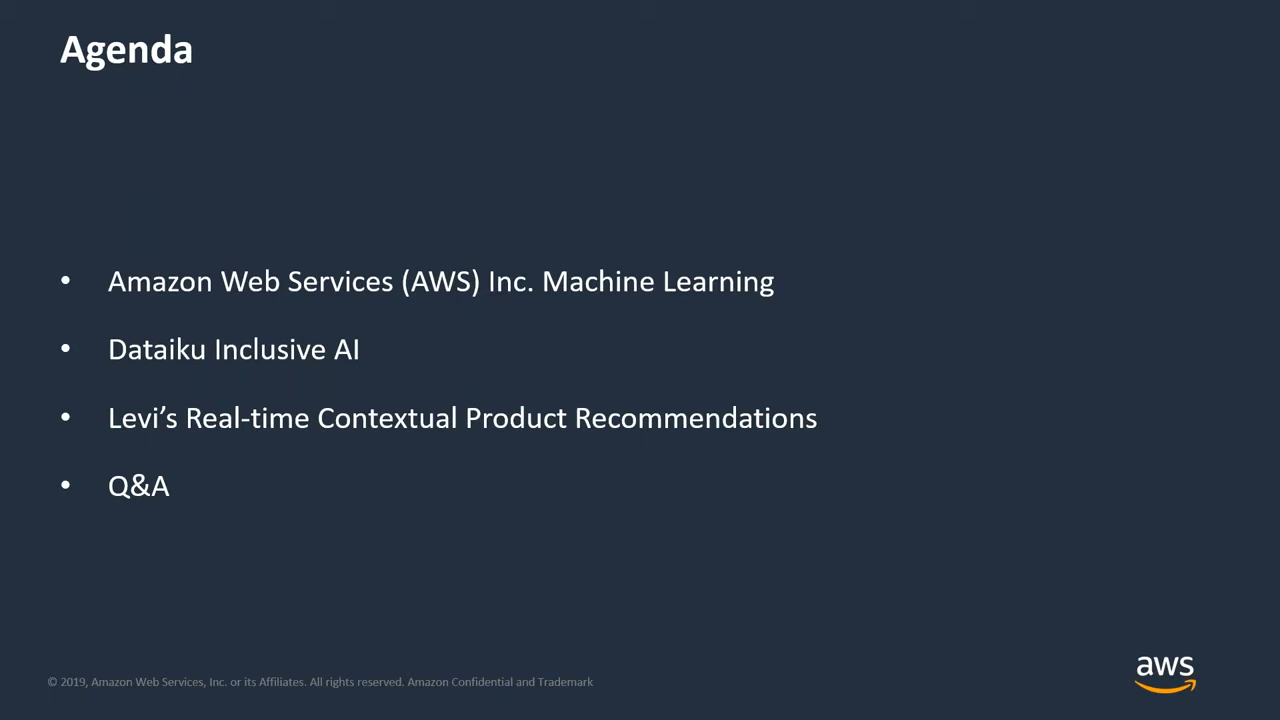 Agenda
• Amazon Web Services (AWS) Inc. Machine Learning
• Dataiku Inclusive AI
• Levi’s Real-time Contextual Product Recommendations
• Q&A
© 2019, Amazon Web Services, Inc. or its Affiliates. All rights reserved. Amazon Confidential and Trademark
aws